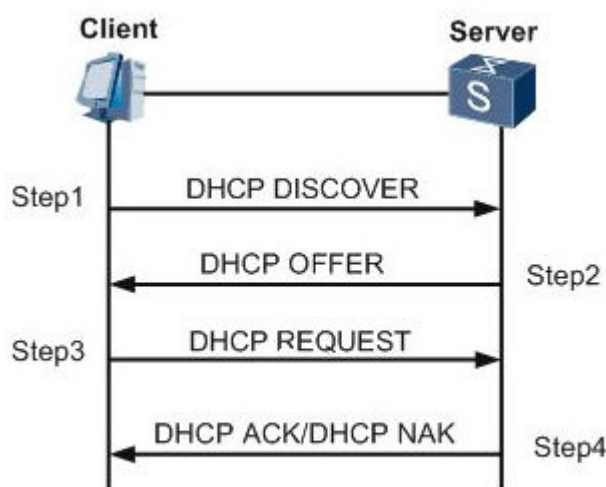 Client
Server
S
Step1
DHCP DISCOVER
DHCP OFFER
Step2
Step3
DHCP REQUEST
DHCP ACK/DHCP NAK
Step4